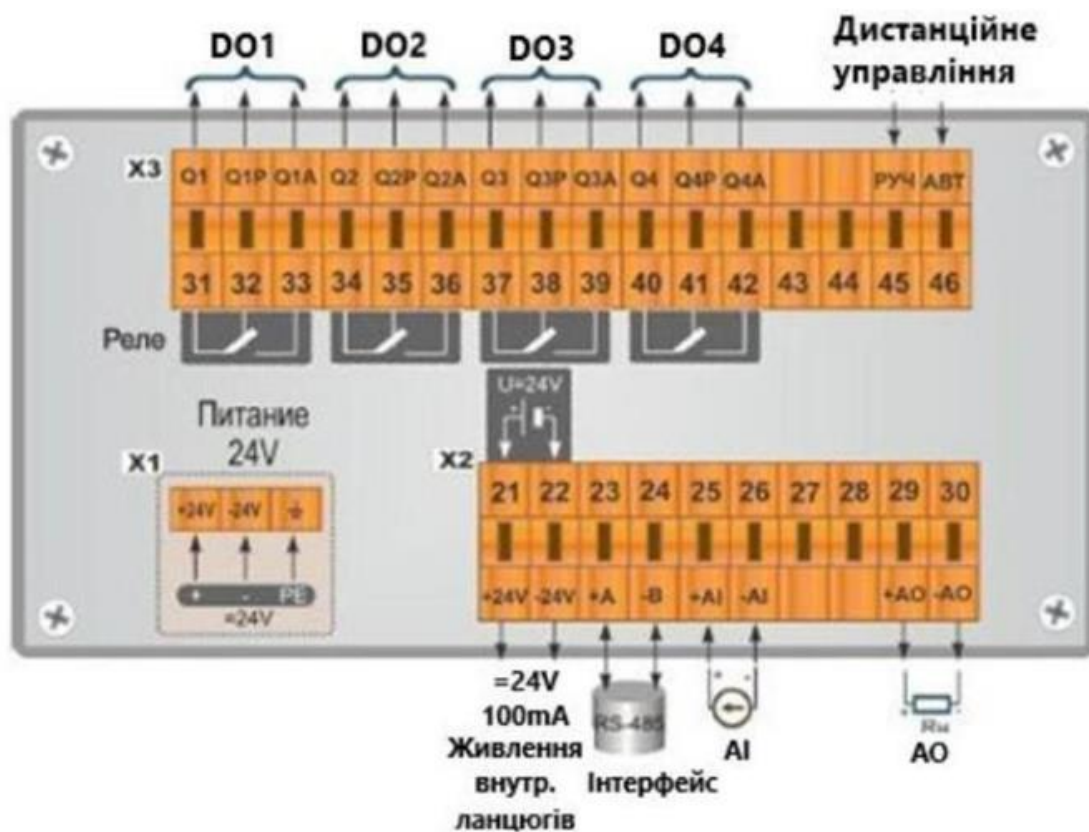 DO1 DO2 DO3 DO4 Дистанційне
управління
X3 Q1 Q1P Q1A Q2 Q2P Q2A Q3 Q3P Q3A Q4 Q4P Q4A РУЧ АВТ
31 32 33 34 35 36 37 38 39 40 41 42 43 44 45 46
Реле
U=24V
+ -
Питание
24V
X1 X2
21 22 23 24 25 26 27 28 29 30
+24V -24V
+ - PE
=24V
+24V -24V +A -B +AI -AI +AO -AO
+ - + -
=24V
100mA
RS-485
AI
Rн
AO
Живлення
внутр.
ланцюгів
Інтерфейс